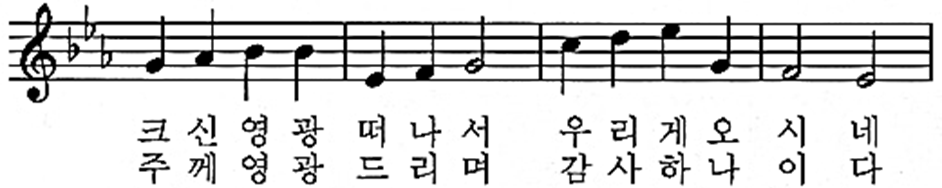 크 신 영 광 떠 나 서 우 리 게 오 시 네
주 께 영 광 드 리 며 감 사 하 나 이 다